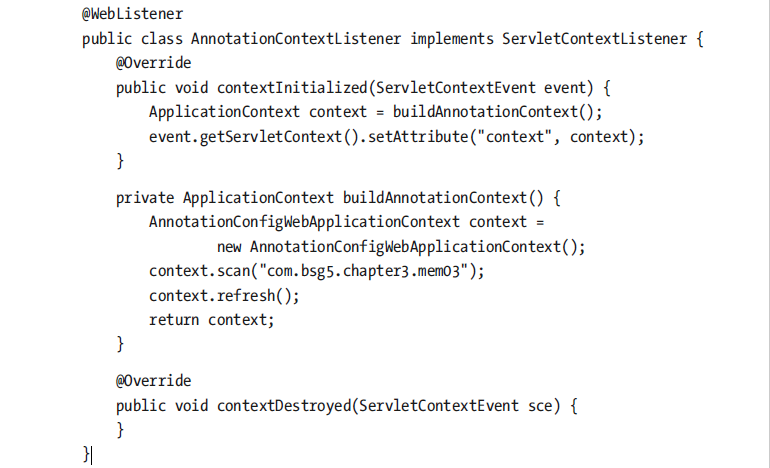 @WebListener
public class AnnotationContextListener implements ServletContextListener {
@Override
public void contextInitialized(ServletContextEvent event) {
ApplicationContext context = buildAnnotationContext();
event.getServletContext().setAttribute("context", context);
}
private ApplicationContext buildAnnotationContext() {
AnnotationConfigWebApplicationContext context =
new AnnotationConfigWebApplicationContext();
context.scan("com.bsg5.chapter3.mem03");
context.refresh();
return context;
}
@Override
public void contextDestroyed(ServletContextEvent sce) {
}
}